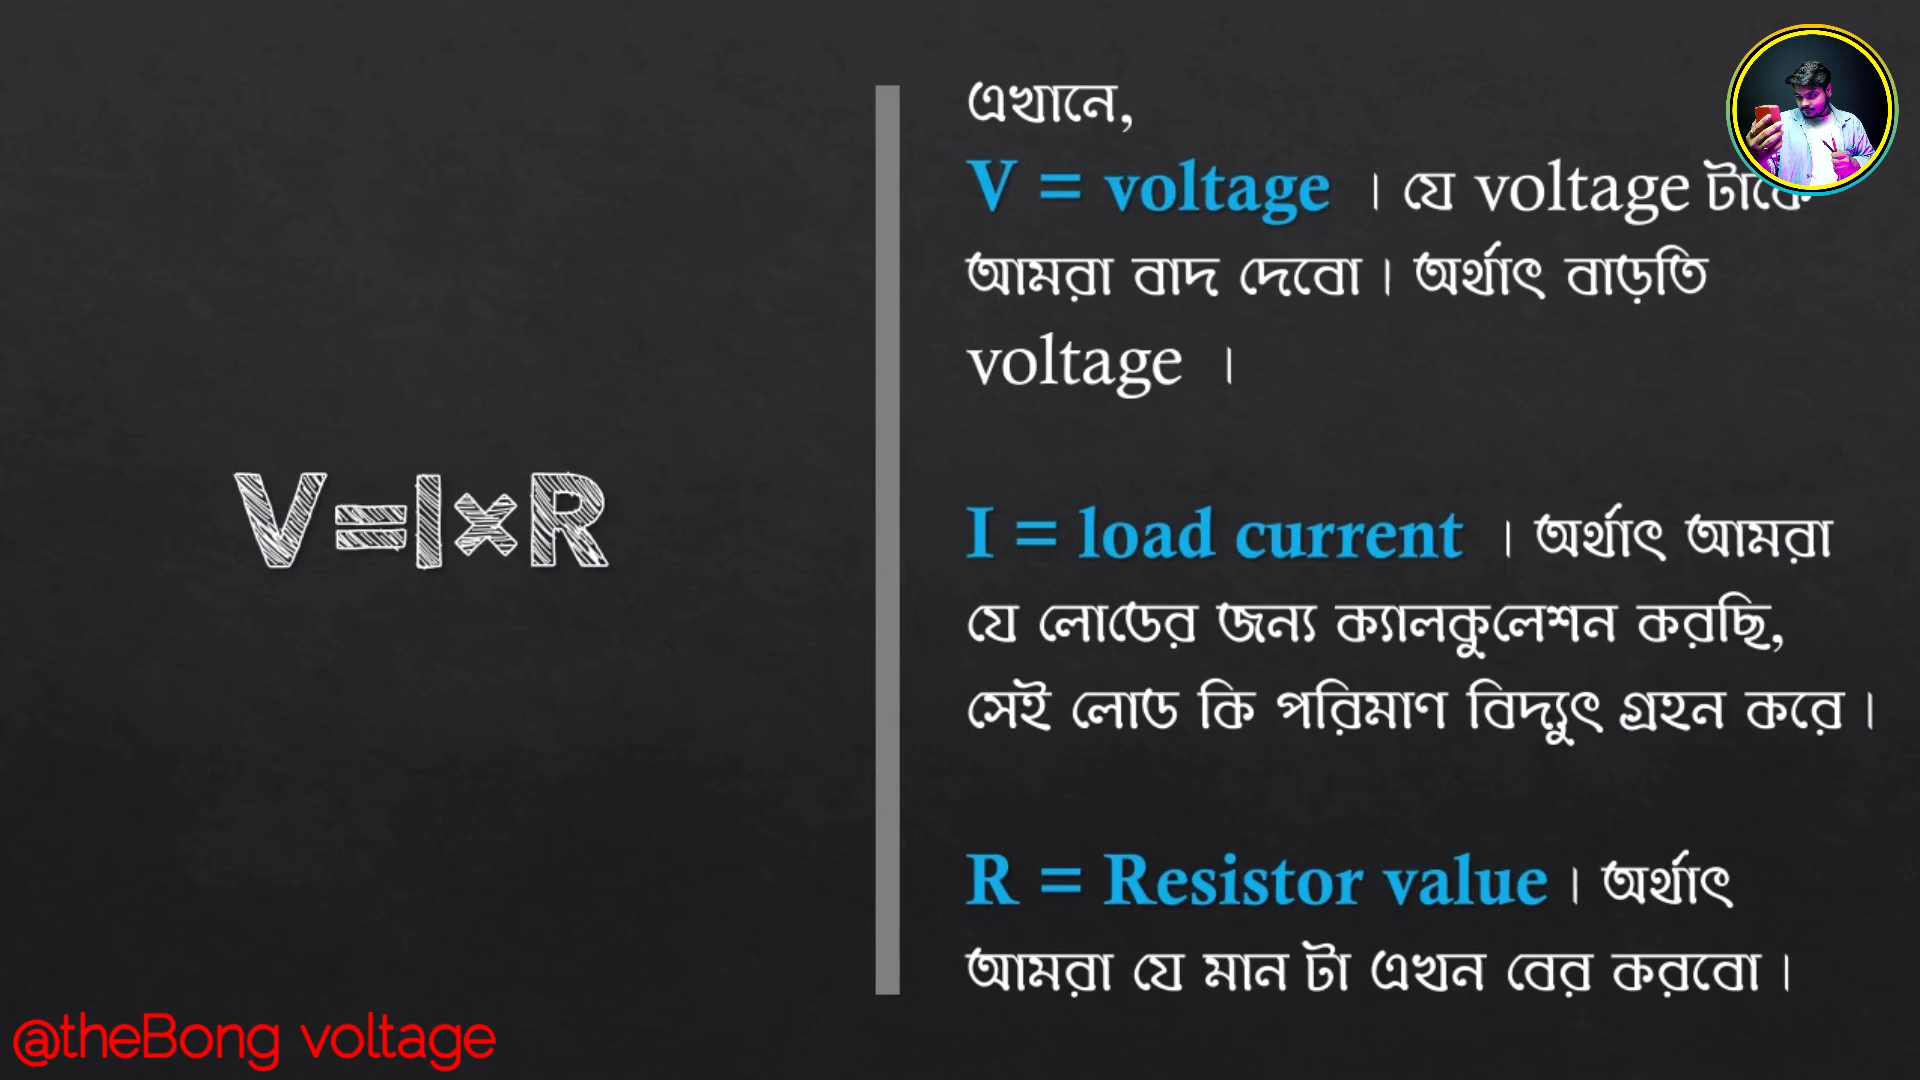 V=I×R
এখানে,
V = voltage । যে voltage টাকে
আমরা বাদ দেবো। অর্থাৎ বাড়তি
voltage ।
I = load current । অর্থাৎ আমরা
যে লোডের জন্য ক্যালকুলেশন করছি,
সেই লোড কি পরিমাণ বিদ্যুৎ গ্রহন করে।
R = Resistor value। অর্থাৎ
আমরা যে মান টা এখন বের করবো।
@theBong voltage